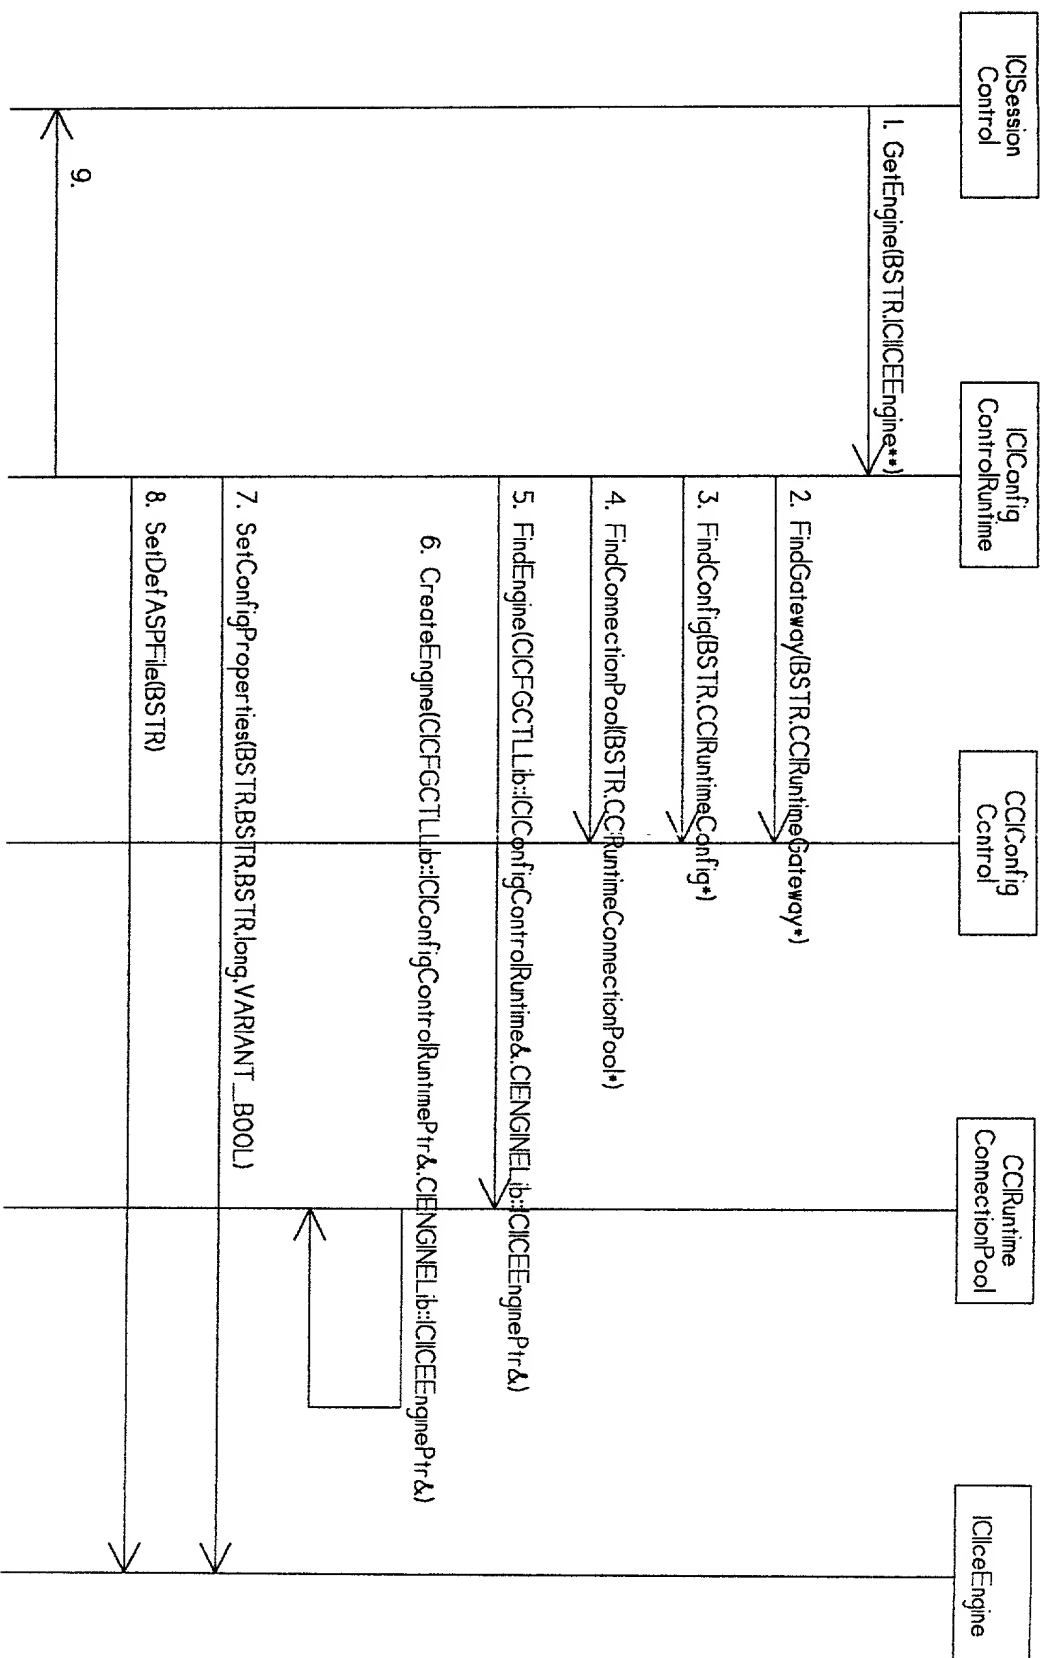 ICISession
Control
ICIConfig
ControlRuntime
CCIConfig
Control
CCIRuntime
ConnectionPool
ICIIceEngine
1. GetEngine(BSTR,ICIICEEngine**)
2. FindGateway(BSTR,CCIRuntimeGateway*)
3. FindConfig(BSTR,CCIRuntimeConfig*)
4. FindConnectionPool(BSTR,CCIRuntimeConnectionPool*)
5. FindEngine(CICFGCTLLib::ICIConfigControlRuntime&,CIENGINELib::ICIICEEnginePtr&)
6. CreateEngine(CICFGCTLLib::ICIConfigControlRuntimePtr&,CIENGINELib::ICIICEEnginePtr&)
7. SetConfigProperties(BSTR,BSTR,BSTR,BSTR,long,VARIANT_BOOL)
8. SetDefASPFile(BSTR)
9.